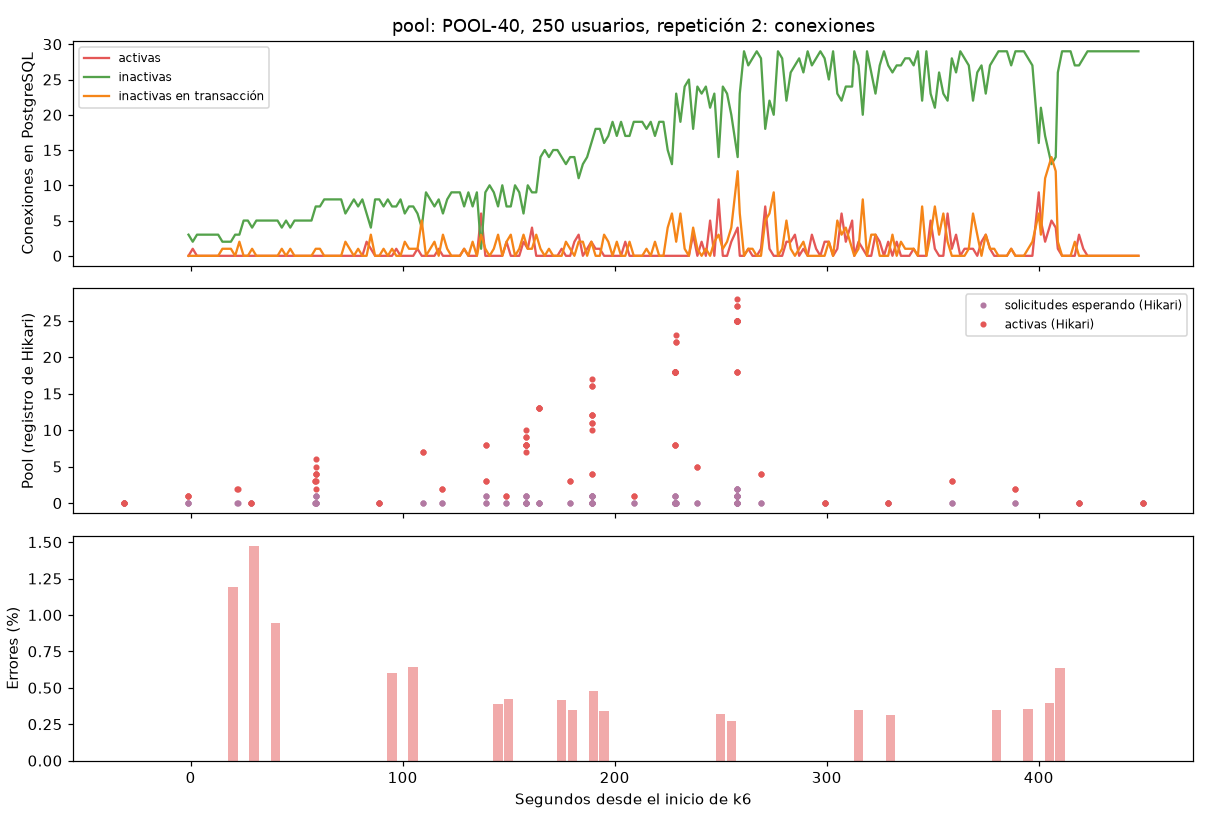 pool: POOL-40, 250 usuarios, repetición 2: conexiones
Conexiones en PostgreSQL
30
25
20
15
10
5
0
activas
inactivas
inactivas en transacción
Pool (registro de Hikari)
25
20
15
10
5
0
solicitudes esperando (Hikari)
activas (Hikari)
Errores (%)
1.50
1.25
1.00
0.75
0.50
0.25
0.00
0
100
200
300
400
Segundos desde el inicio de k6